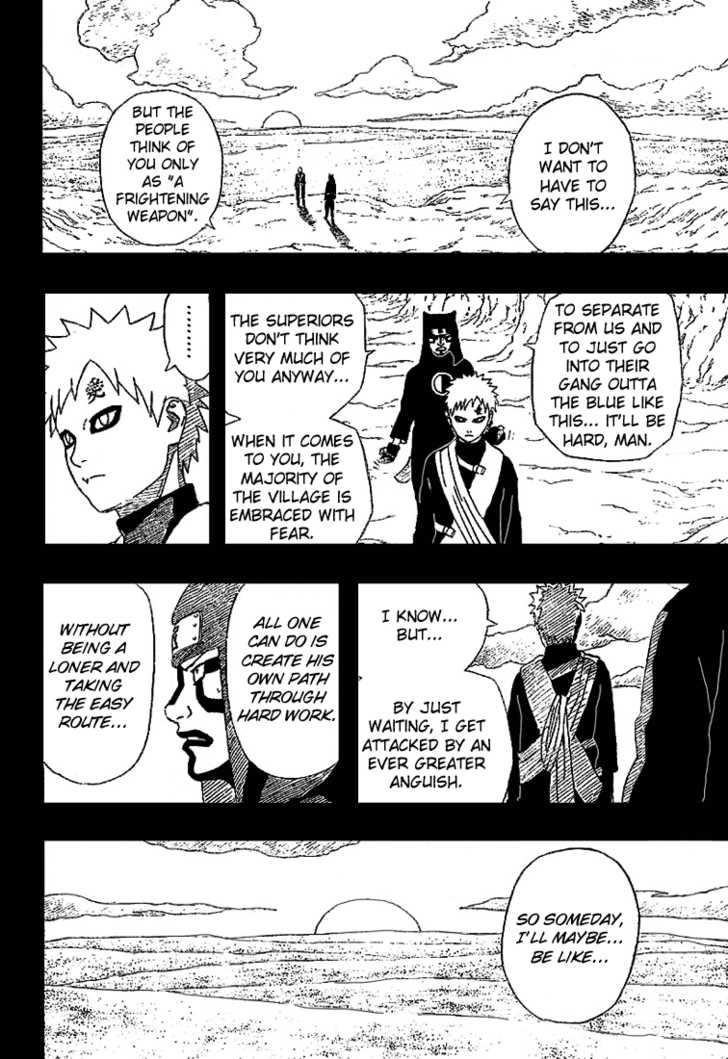 I DON'T
WANT TO
HAVE TO
SAY THIS...
BUT THE
PEOPLE
THINK OF
YOU ONLY
AS "A
FRIGHTENING
WEAPON".
TO SEPARATE
FROM US AND
TO JUST GO
INTO THEIR
GANG OUTTA
THE BLUE LIKE
THIS... IT'LL BE
HARD, MAN.
THE SUPERIORS
DON'T THINK
VERY MUCH OF
YOU ANYWAY...
WHEN IT COMES
TO YOU, THE
MAJORITY OF
THE VILLAGE IS
EMBRACED WITH
FEAR.
.........
I KNOW...
BUT...
BY JUST
WAITING, I GET
ATTACKED BY AN
EVER GREATER
ANGUISH.
ALL ONE
CAN DO IS
CREATE HIS
OWN PATH
THROUGH
HARD WORK.
WITHOUT
BEING A
LONER AND
TAKING
THE EASY
ROUTE...
SO SOMEDAY,
I'LL MAYBE...
BE LIKE...